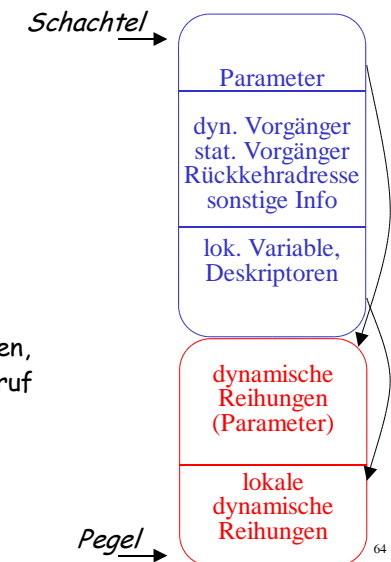 Schachtel
Parameter
dyn. Vorgänger
stat. Vorgänger
Rückkehradresse
sonstige Info
lok. Variable,
Deskriptoren
en,
ruf
dynamische
Reihungen
(Parameter)
lokale
dynamische
Reihungen
Pegel
64